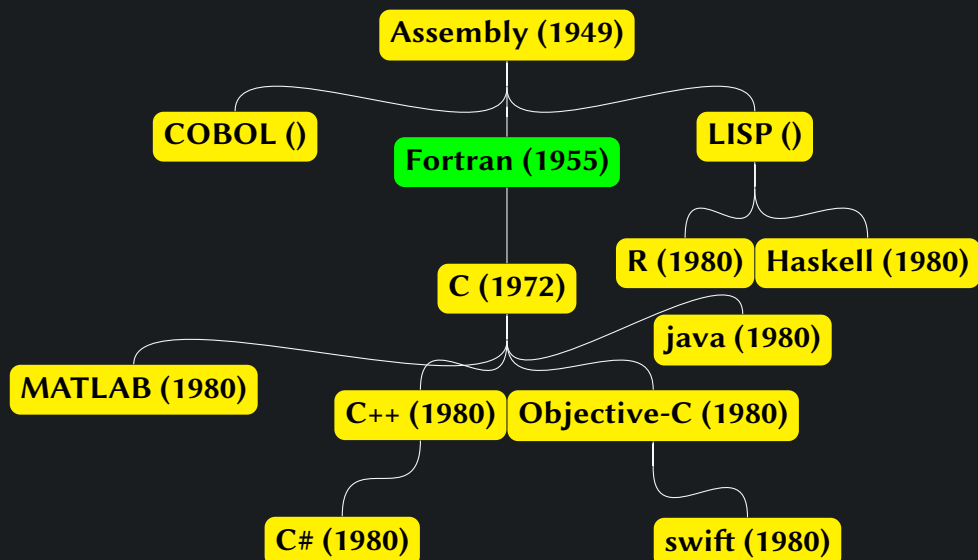 Assembly (1949)
COBOL ()
Fortran (1955)
LISP ()
C (1972)
R (1980)
Haskell (1980)
java (1980)
MATLAB (1980)
C++ (1980)
Objective-C (1980)
C# (1980)
swift (1980)